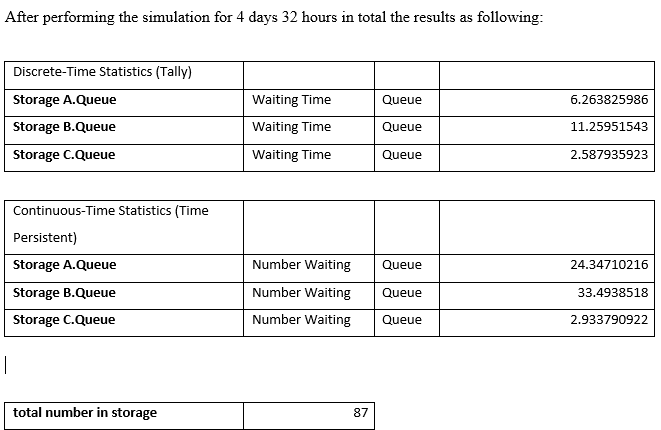 After performing the simulation for 4 days 32 hours in total the results as following:
Discrete-Time Statistics (Tally)
Storage A.Queue Waiting Time Queue 6.263825986
Storage B.Queue Waiting Time Queue 11.25951543
Storage C.Queue Waiting Time Queue 2.587935923
Continuous-Time Statistics (Time
Persistent)
Storage A.Queue Number Waiting Queue 24.34710216
Storage B.Queue Number Waiting Queue 33.4938518
Storage C.Queue Number Waiting Queue 2.933790922
total number in storage 87